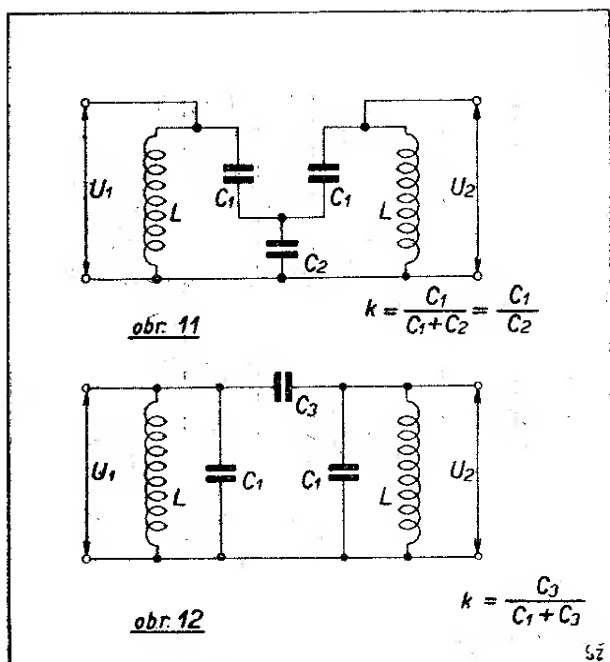 U₁ L C₁ C₁ L U₂
C₂
obr. 11
k = C₁ / (C₁ + C₂) = C₁ / C₂
C₃
U₁ L C₁ C₁ L U₂
k = C₃ / (C₁ + C₃)
obr. 12